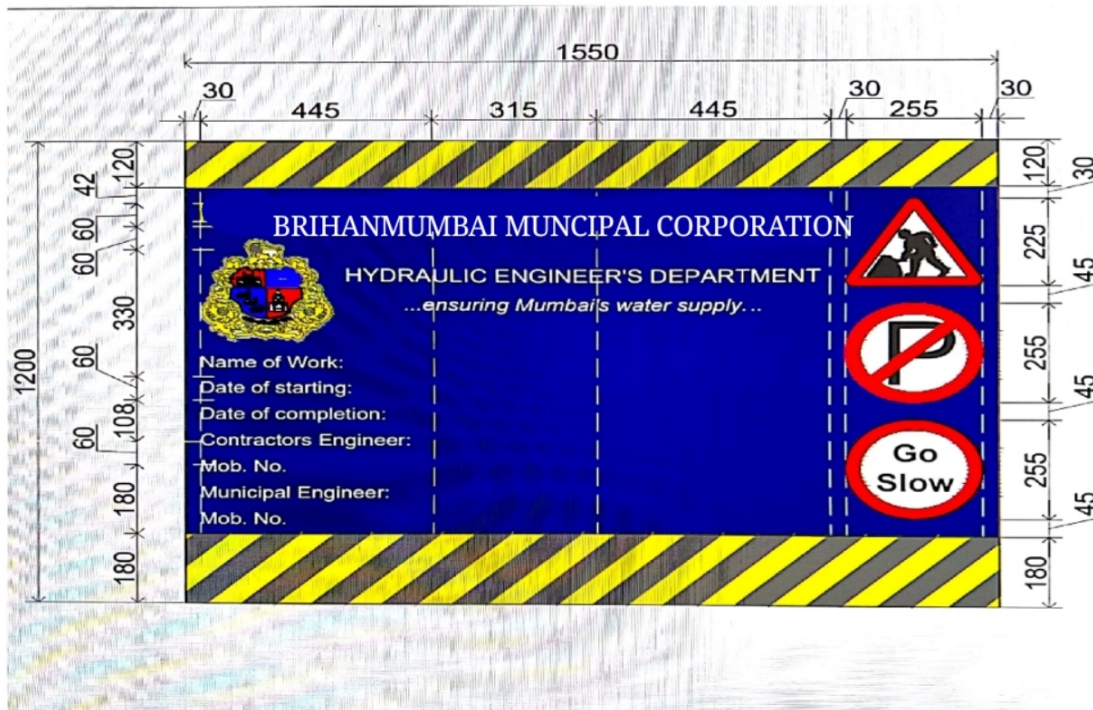 1550
30 445 315 445 30 255 30
BRIHANMUMBAI MUNCIPAL CORPORATION
HYDRAULIC ENGINEER'S DEPARTMENT
...ensuring Mumbai's water supply...
Name of Work:
Date of starting:
Date of completion:
Contractors Engineer:
Mob. No.
Municipal Engineer:
Mob. No.
P
Go
Slow
1200
120
42
60
60
330
60
108
60
180
180
120
30
225
45
255
45
255
45
180